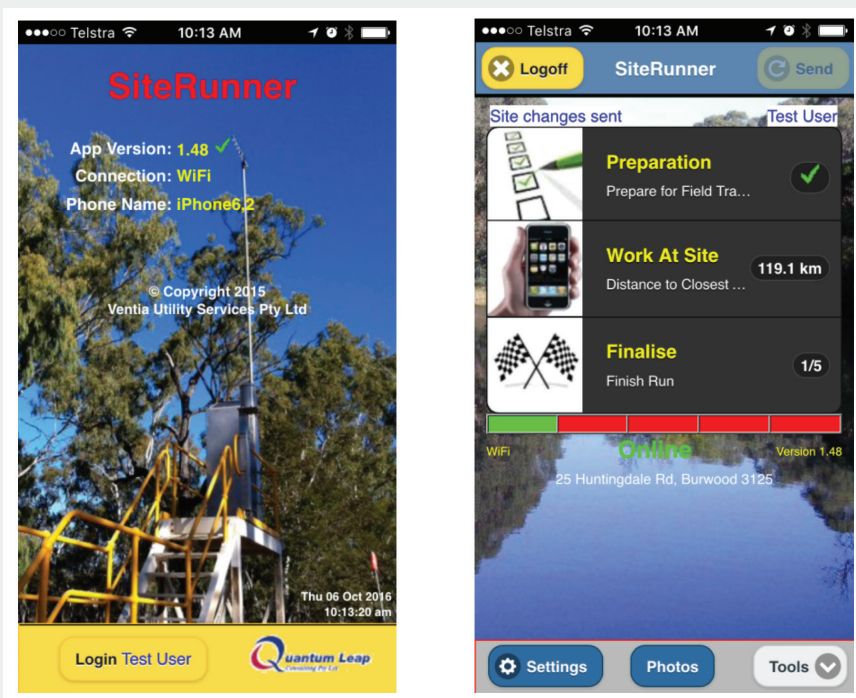 Telstra 10:13 AM
SiteRunner
App Version: 1.48
Connection: WiFi
Phone Name: iPhone6,2
© Copyright 2015
Ventia Utility Services Pty Ltd
Thu 06 Oct 2016
10:13:20 am
Login Test User
Quantum Leap
Consulting Pty Ltd
Telstra 10:13 AM
Logoff SiteRunner Send
Site changes sent Test User
Preparation
Prepare for Field Tra...
Work At Site
Distance to Closest ...
119.1 km
Finalise
Finish Run
1/5
WiFi Online Version 1.48
25 Huntingdale Rd, Burwood 3125
Settings Photos Tools